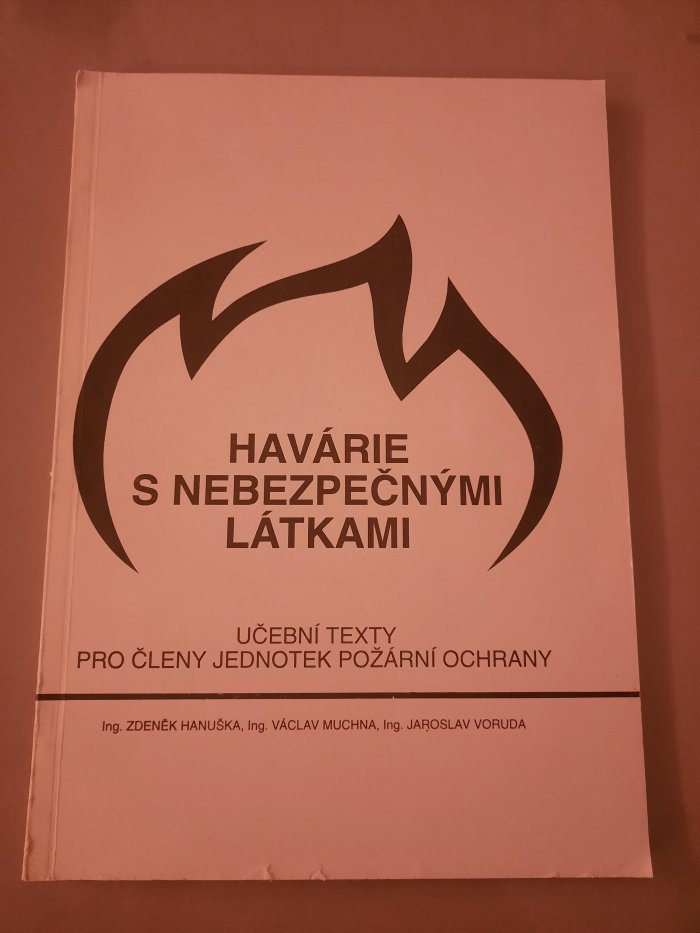 HAVÁRIE
S NEBEZPEČNÝMI
LÁTKAMI
UČEBNÍ TEXTY
PRO ČLENY JEDNOTEK POŽÁRNÍ OCHRANY
Ing. ZDENĚK HANUŠKA, Ing. VÁCLAV MUCHNA, Ing. JAROSLAV VORUDA